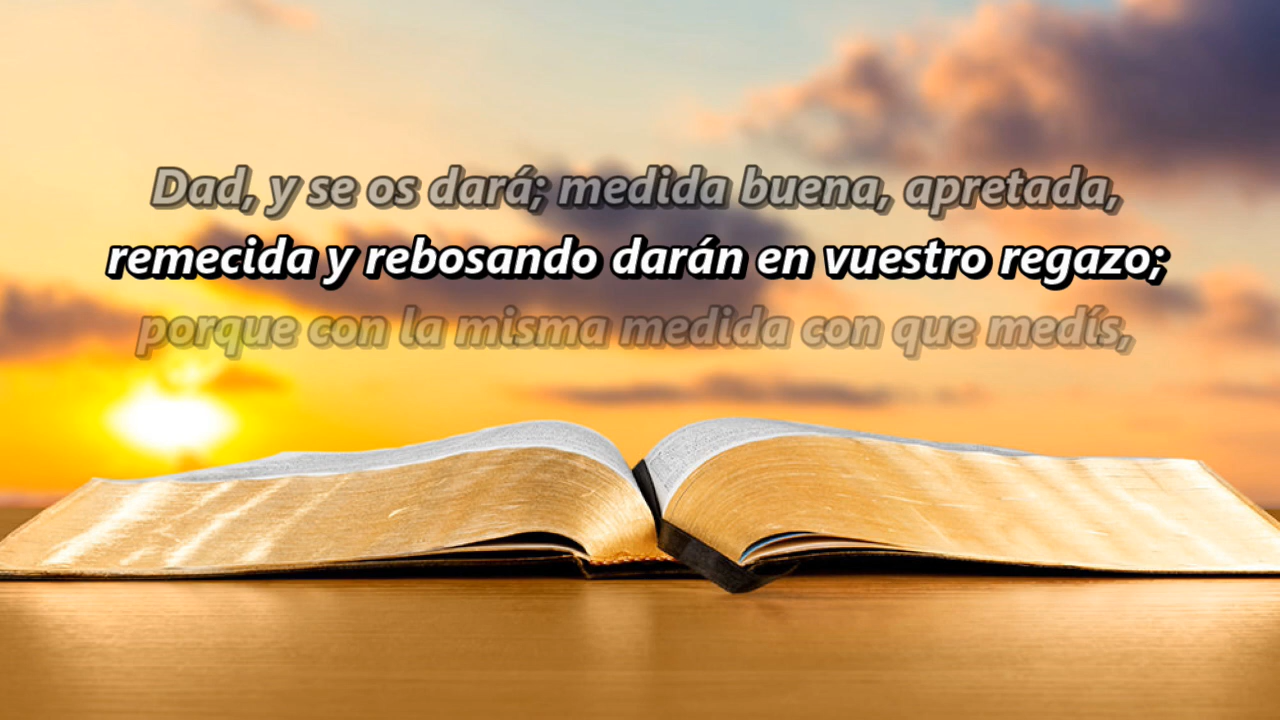 Dad, y se os dará; medida buena, apretada,
remecida y rebosando darán en vuestro regazo;
porque con la misma medida con que medís,